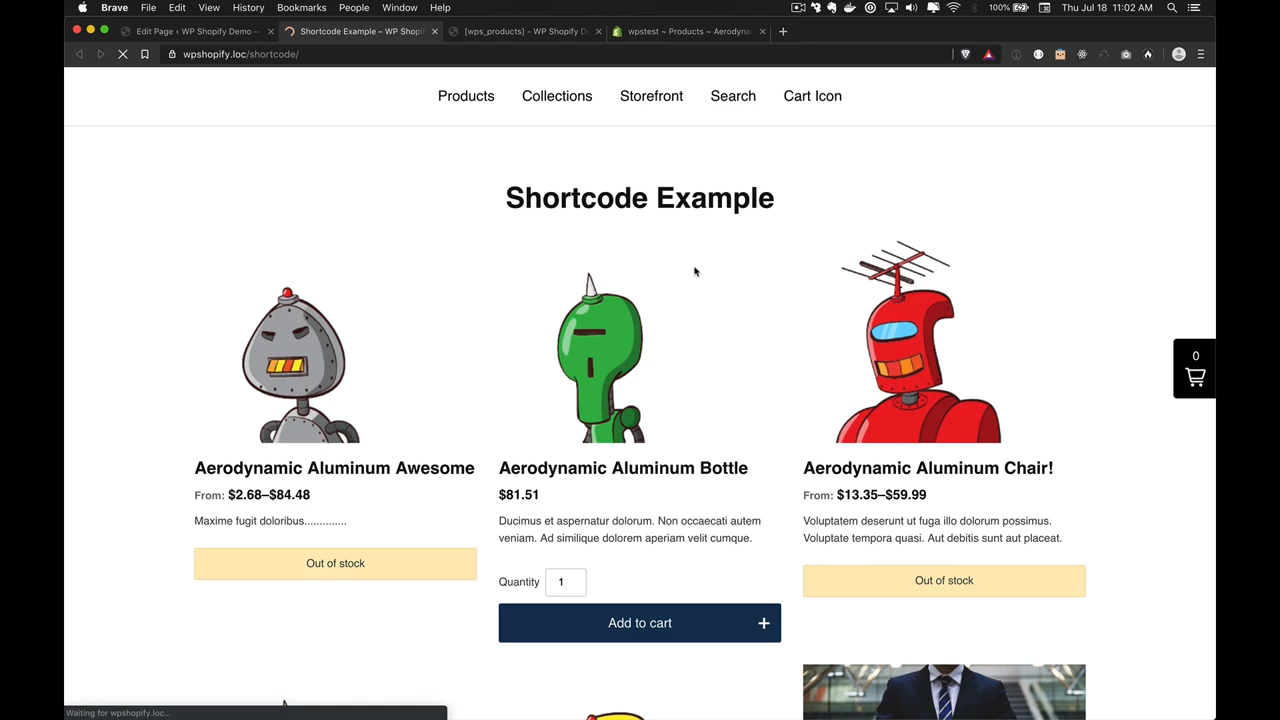 Brave File Edit View History Bookmarks People Window Help 100% Thu Jul 18 11:02 AM
Edit Page ‹ WP Shopify Demo — × Shortcode Example – WP Shopif × [wps_products] - WP Shopify D × wpstest ~ Products ~ Aerodyna × +
wpshopify.loc/shortcode/
Products Collections Storefront Search Cart Icon
Shortcode Example
0
Aerodynamic Aluminum Awesome
From: $2.68–$84.48
Maxime fugit doloribus..............
Out of stock
Aerodynamic Aluminum Bottle
$81.51
Ducimus et aspernatur dolorum. Non occaecati autem
veniam. Ad similique dolorem aperiam velit cumque.
Quantity 1
Add to cart +
Aerodynamic Aluminum Chair!
From: $13.35–$59.99
Voluptatem deserunt ut fuga illo dolorum possimus.
Voluptate tempora quasi. Aut debitis sunt aut placeat.
Out of stock
Waiting for wpshopify.loc...